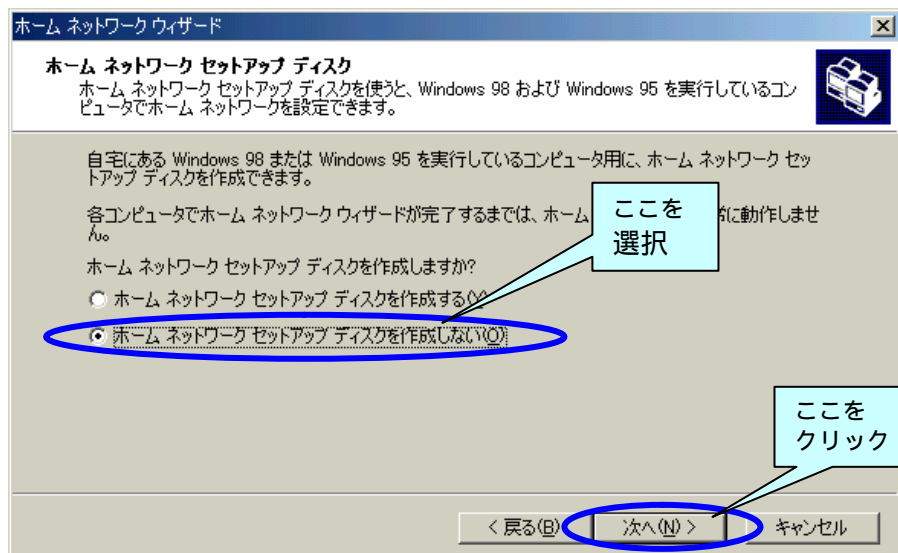 ホーム ネットワーク ウィザード
ホーム ネットワーク セットアップ ディスク
ホーム ネットワーク セットアップ ディスクを使うと、Windows 98 および Windows 95 を実行しているコン
ピュータでホーム ネットワークを設定できます。
自宅にある Windows 98 または Windows 95 を実行しているコンピュータ用に、ホーム ネットワーク セッ
トアップ ディスクを作成できます。
各コンピュータでホーム ネットワーク ウィザードが完了するまでは、ホーム
に動作しませ
ん。
ここを
選択
ホーム ネットワーク セットアップ ディスクを作成しますか?
ホーム ネットワーク セットアップ ディスクを作成する
ホーム ネットワーク セットアップ ディスクを作成しない(O)
ここを
クリック
< 戻る(B)
次へ(N) >
キャンセル